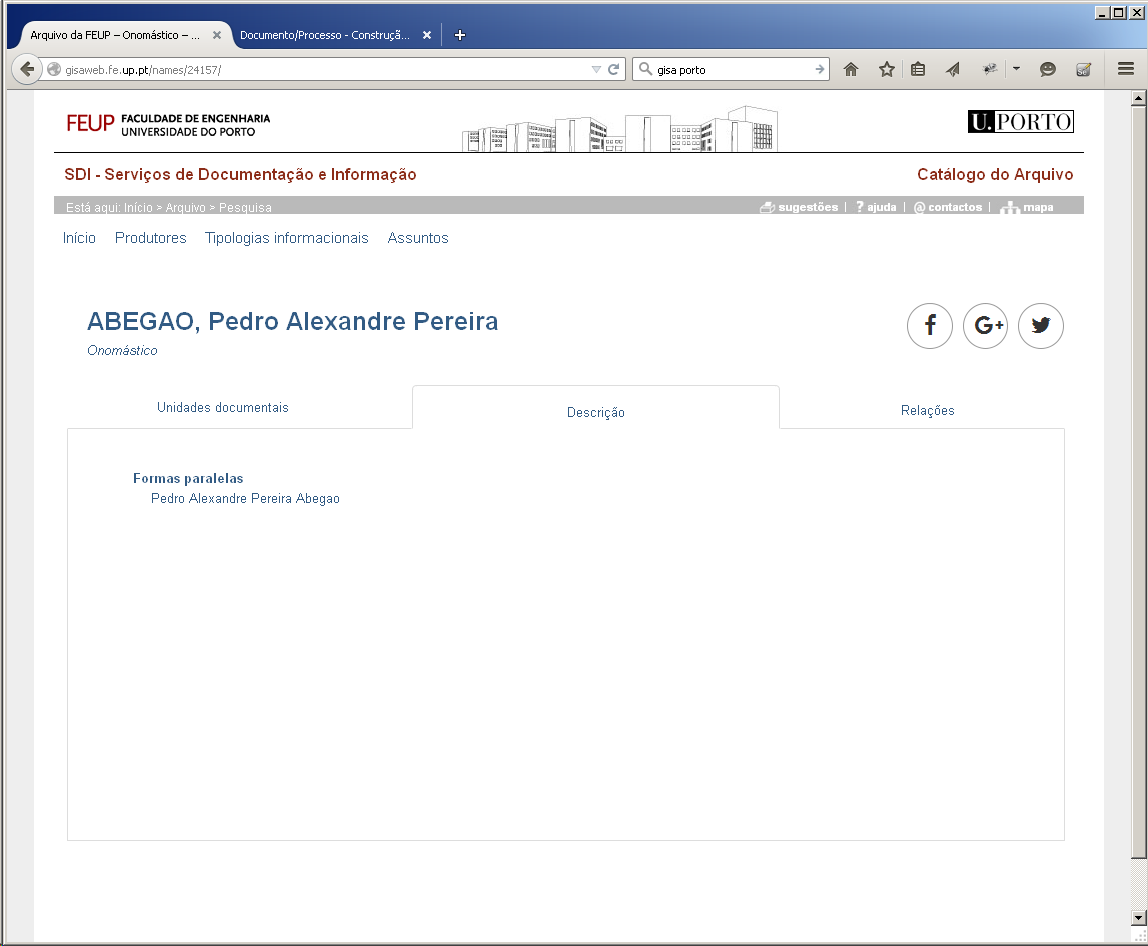 Arquivo da FEUP – Onomástico – ...
Documento/Processo - Construçã...
gisaweb.fe.up.pt/names/24157/
gisa porto
FEUP FACULDADE DE ENGENHARIA
UNIVERSIDADE DO PORTO
U.PORTO
SDI - Serviços de Documentação e Informação
Catálogo do Arquivo
Está aqui: Início > Arquivo > Pesquisa
sugestões | ? ajuda | @ contactos | mapa
Início Produtores Tipologias informacionais Assuntos
ABEGAO, Pedro Alexandre Pereira
Onomástico
Unidades documentais
Descrição
Relações
Formas paralelas
Pedro Alexandre Pereira Abegao